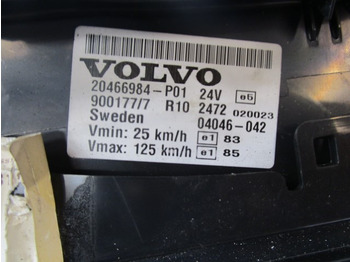 VOLVO
20466984-P01 24V e5
900177/7 R10 2472 020023
Sweden 04046-042
Vmin: 25 km/h e1 83
Vmax: 125 km/h e1 85